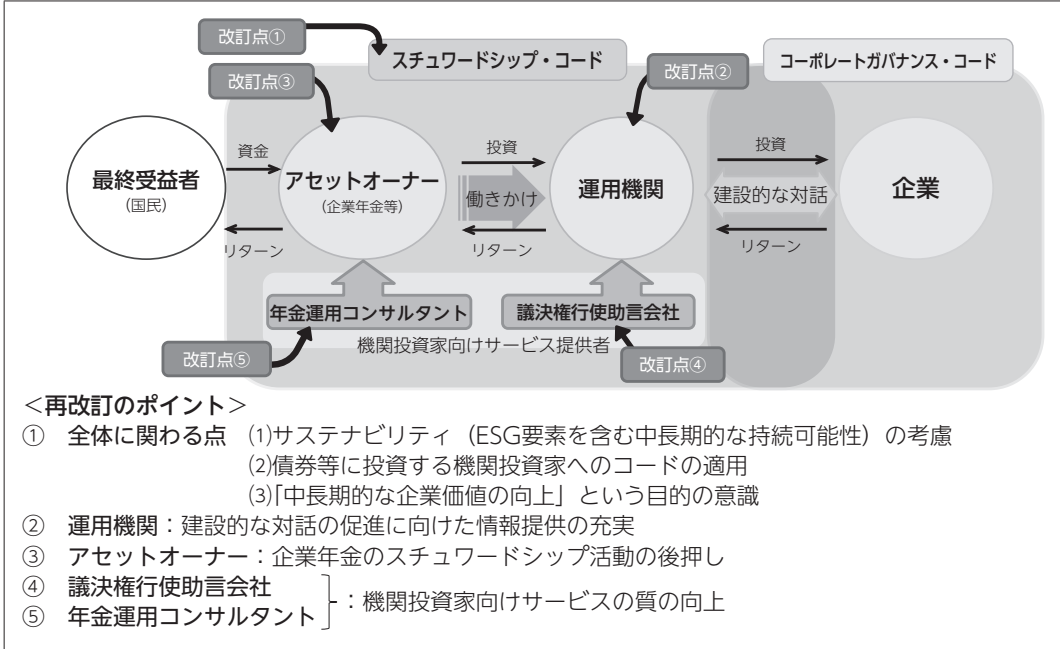 改訂点①
スチュワードシップ・コード
コーポレートガバナンス・コード
改訂点③
改訂点②
最終受益者
(国民)
資金
リターン
アセットオーナー
(企業年金等)
投資
働きかけ
リターン
運用機関
投資
建設的な対話
リターン
企業
年金運用コンサルタント
議決権行使助言会社
機関投資家向けサービス提供者
改訂点⑤
改訂点④
＜再改訂のポイント＞
① 全体に関わる点 ⑴サステナビリティ（ESG要素を含む中長期的な持続可能性）の考慮
⑵債券等に投資する機関投資家へのコードの適用
⑶「中長期的な企業価値の向上」という目的の意識
② 運用機関：建設的な対話の促進に向けた情報提供の充実
③ アセットオーナー：企業年金のスチュワードシップ活動の後押し
④ 議決権行使助言会社
⑤ 年金運用コンサルタント
：機関投資家向けサービスの質の向上